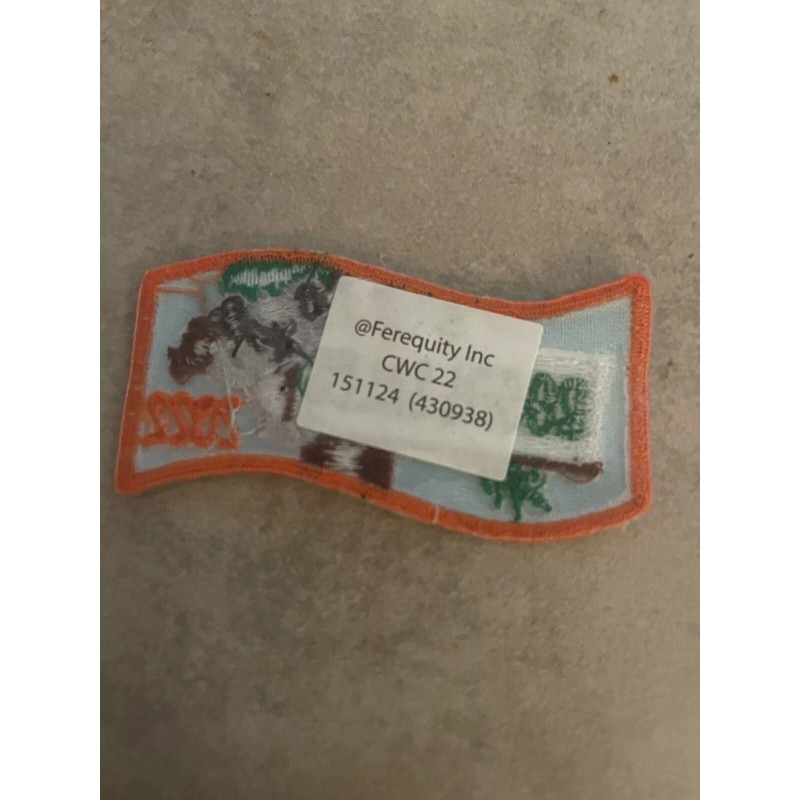 @Ferequity Inc
CWC 22
151124 (430938)